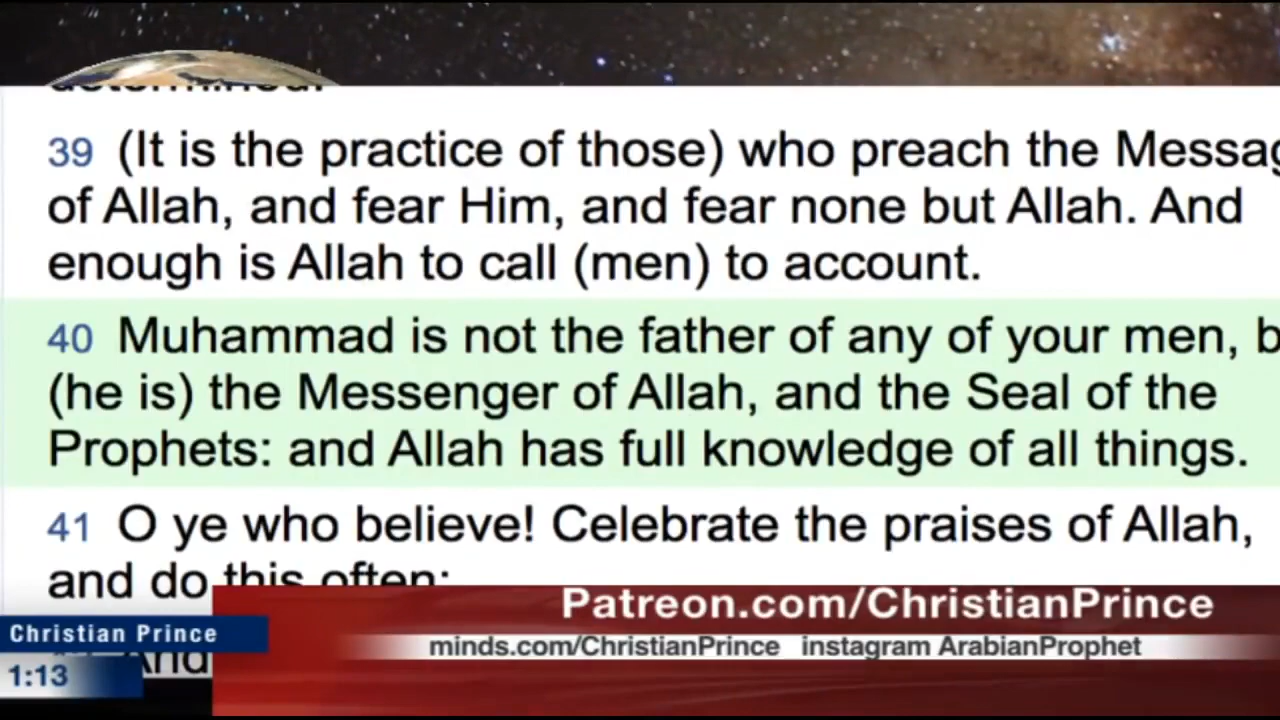 39 (It is the practice of those) who preach the Messag
of Allah, and fear Him, and fear none but Allah. And
enough is Allah to call (men) to account.
40 Muhammad is not the father of any of your men, b
(he is) the Messenger of Allah, and the Seal of the
Prophets: and Allah has full knowledge of all things.
41 O ye who believe! Celebrate the praises of Allah,
and do this often;
And
Patreon.com/ChristianPrince
minds.com/ChristianPrince instagram ArabianProphet
Christian Prince
1:13